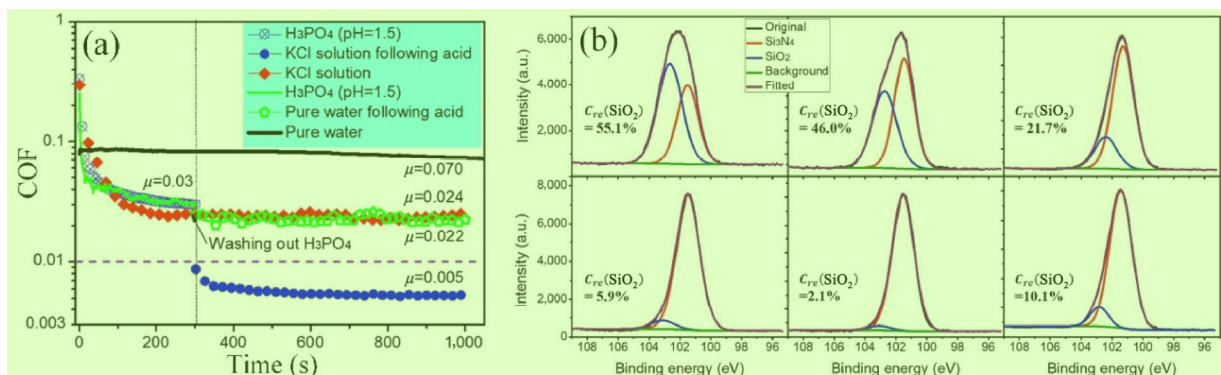 (a)
H₃PO₄ (pH=1.5)
KCl solution following acid
KCl solution
H₃PO₄ (pH=1.5)
Pure water following acid
Pure water
COF
1
0.1
0.01
0.003
μ=0.03
μ=0.070
μ=0.024
μ=0.022
Washing out H₃PO₄
μ=0.005
0 200 400 600 800 1,000
Time (s)
(b)
Original
Si₃N₄
SiO₂
Background
Fitted
Intensity (a.u.)
6,000
4,000
2,000
Cre(SiO₂)
= 55.1%
Cre(SiO₂)
= 46.0%
Cre(SiO₂)
= 21.7%
Intensity (a.u.)
8,000
6,000
4,000
2,000
0
Cre(SiO₂)
= 5.9%
Cre(SiO₂)
= 2.1%
Cre(SiO₂)
=10.1%
108 106 104 102 100 98 96
108 106 104 102 100 98 96
108 106 104 102 100 98 96
Binding energy (eV)
Binding energy (eV)
Binding energy (eV)